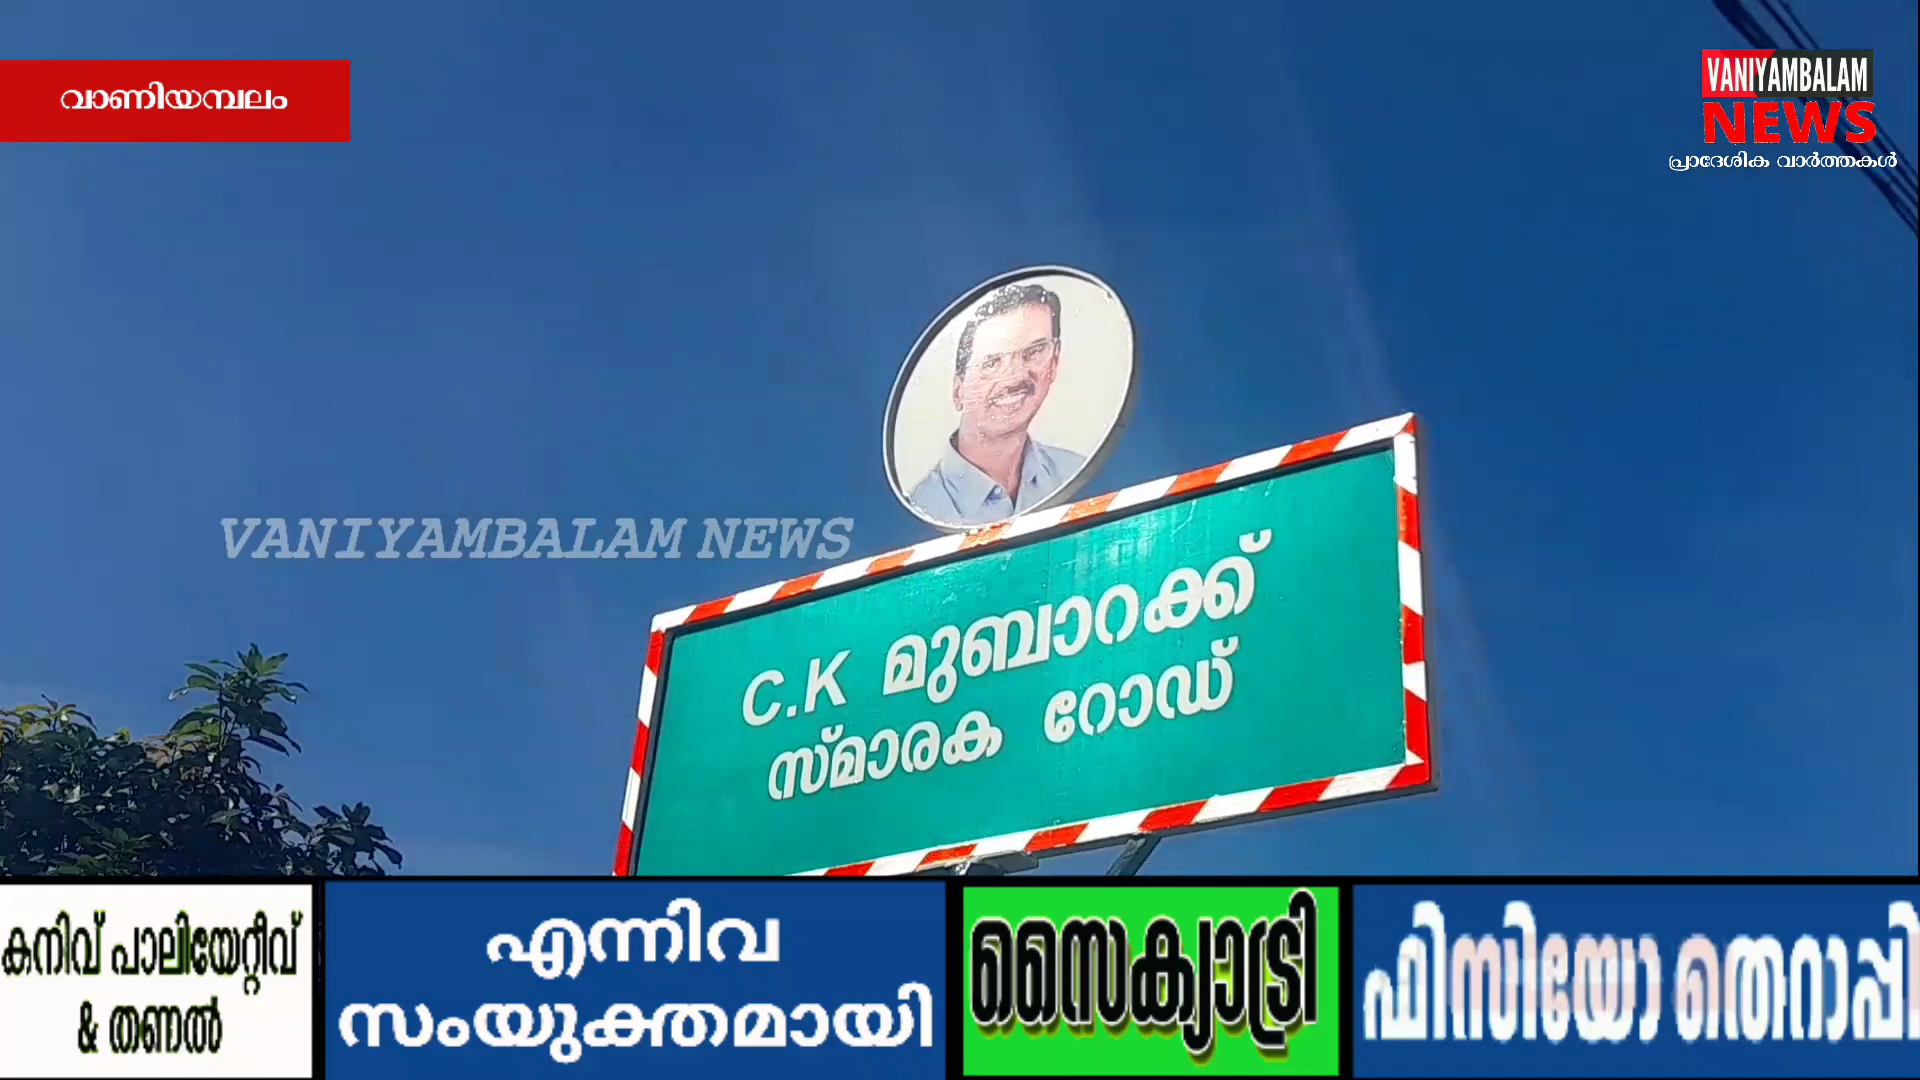 വാണിയമ്പലം
VANIYAMBALAM
NEWS
പ്രാദേശിക വാർത്തകൾ
VANIYAMBALAM NEWS
C.K മുബാറക്ക്
സ്മാരക റോഡ്
കനിവ് പാലിയേറ്റീവ്
& തണൽ
എന്നിവ
സംയുക്തമായി
സൈക്യാട്രി
ഫിസിയോ തെറാപ്പി